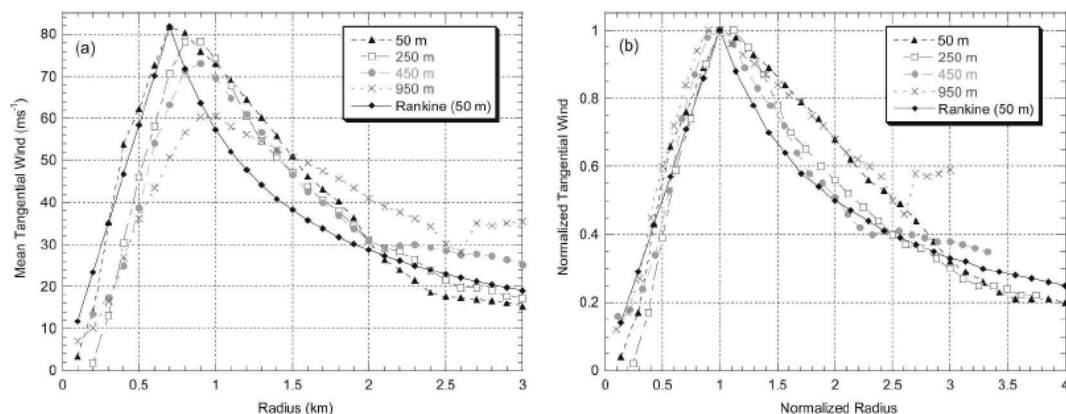 (a)
50 m
250 m
450 m
950 m
Rankine (50 m)
Mean Tangential Wind (ms⁻¹)
80
70
60
50
40
30
20
10
0
0 0.5 1 1.5 2 2.5 3
Radius (km)
(b)
50 m
250 m
450 m
950 m
Rankine (50 m)
Normalized Tangential Wind
1
0.8
0.6
0.4
0.2
0
0 0.5 1 1.5 2 2.5 3 3.5 4
Normalized Radius